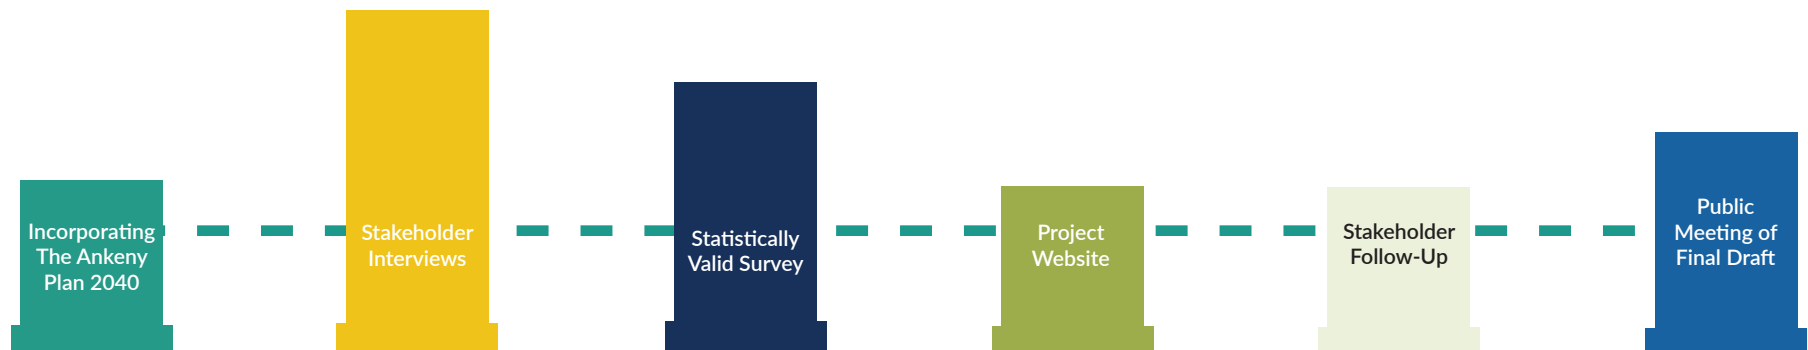 Incorporating
The Ankeny
Plan 2040
Stakeholder
Interviews
Statistically
Valid Survey
Project
Website
Stakeholder
Follow-Up
Public
Meeting of
Final Draft